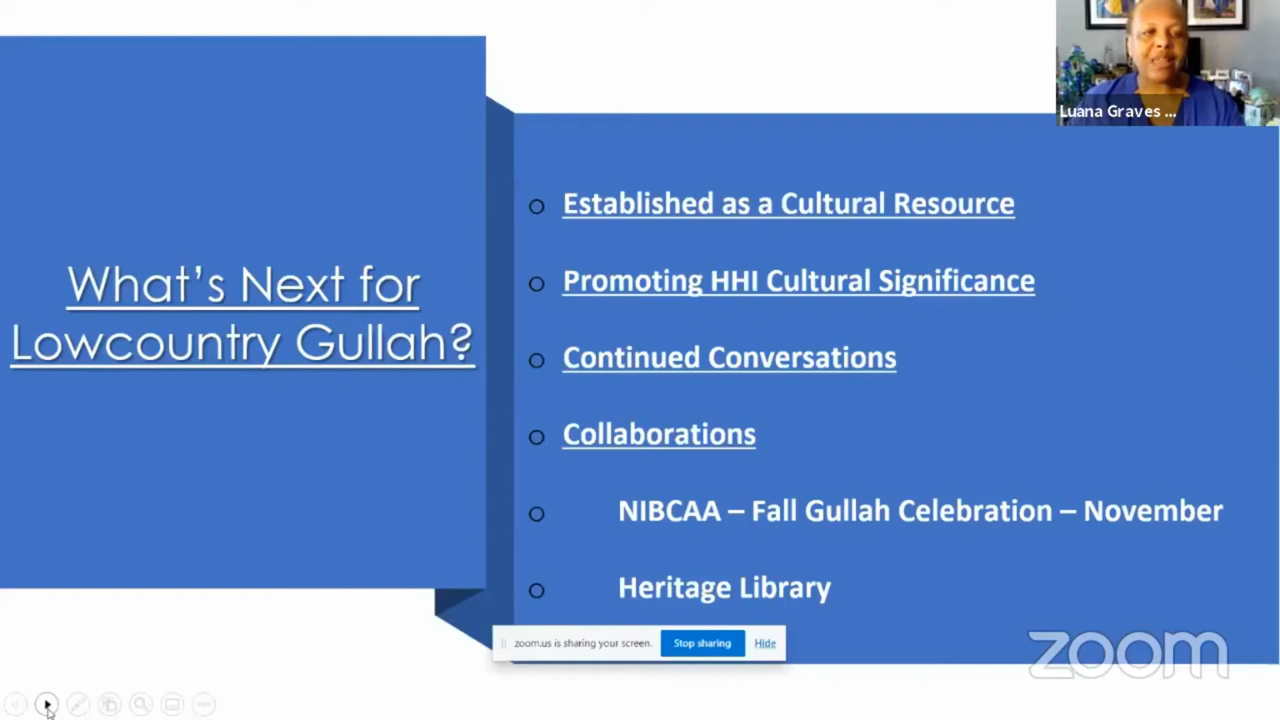 Luana Graves ...
What's Next for
Lowcountry Gullah?
Established as a Cultural Resource
Promoting HHI Cultural Significance
Continued Conversations
Collaborations
NIBCAA – Fall Gullah Celebration – November
Heritage Library
zoom.us is sharing your screen. Stop sharing Hide
zoom